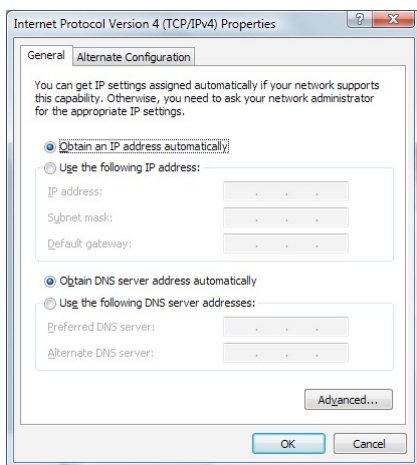 Internet Protocol Version 4 (TCP/IPv4) Properties
General
Alternate Configuration
You can get IP settings assigned automatically if your network supports
this capability. Otherwise, you need to ask your network administrator
for the appropriate IP settings.
Obtain an IP address automatically
Use the following IP address:
IP address:
Subnet mask:
Default gateway:
Obtain DNS server address automatically
Use the following DNS server addresses:
Preferred DNS server:
Alternate DNS server:
Advanced...
OK
Cancel